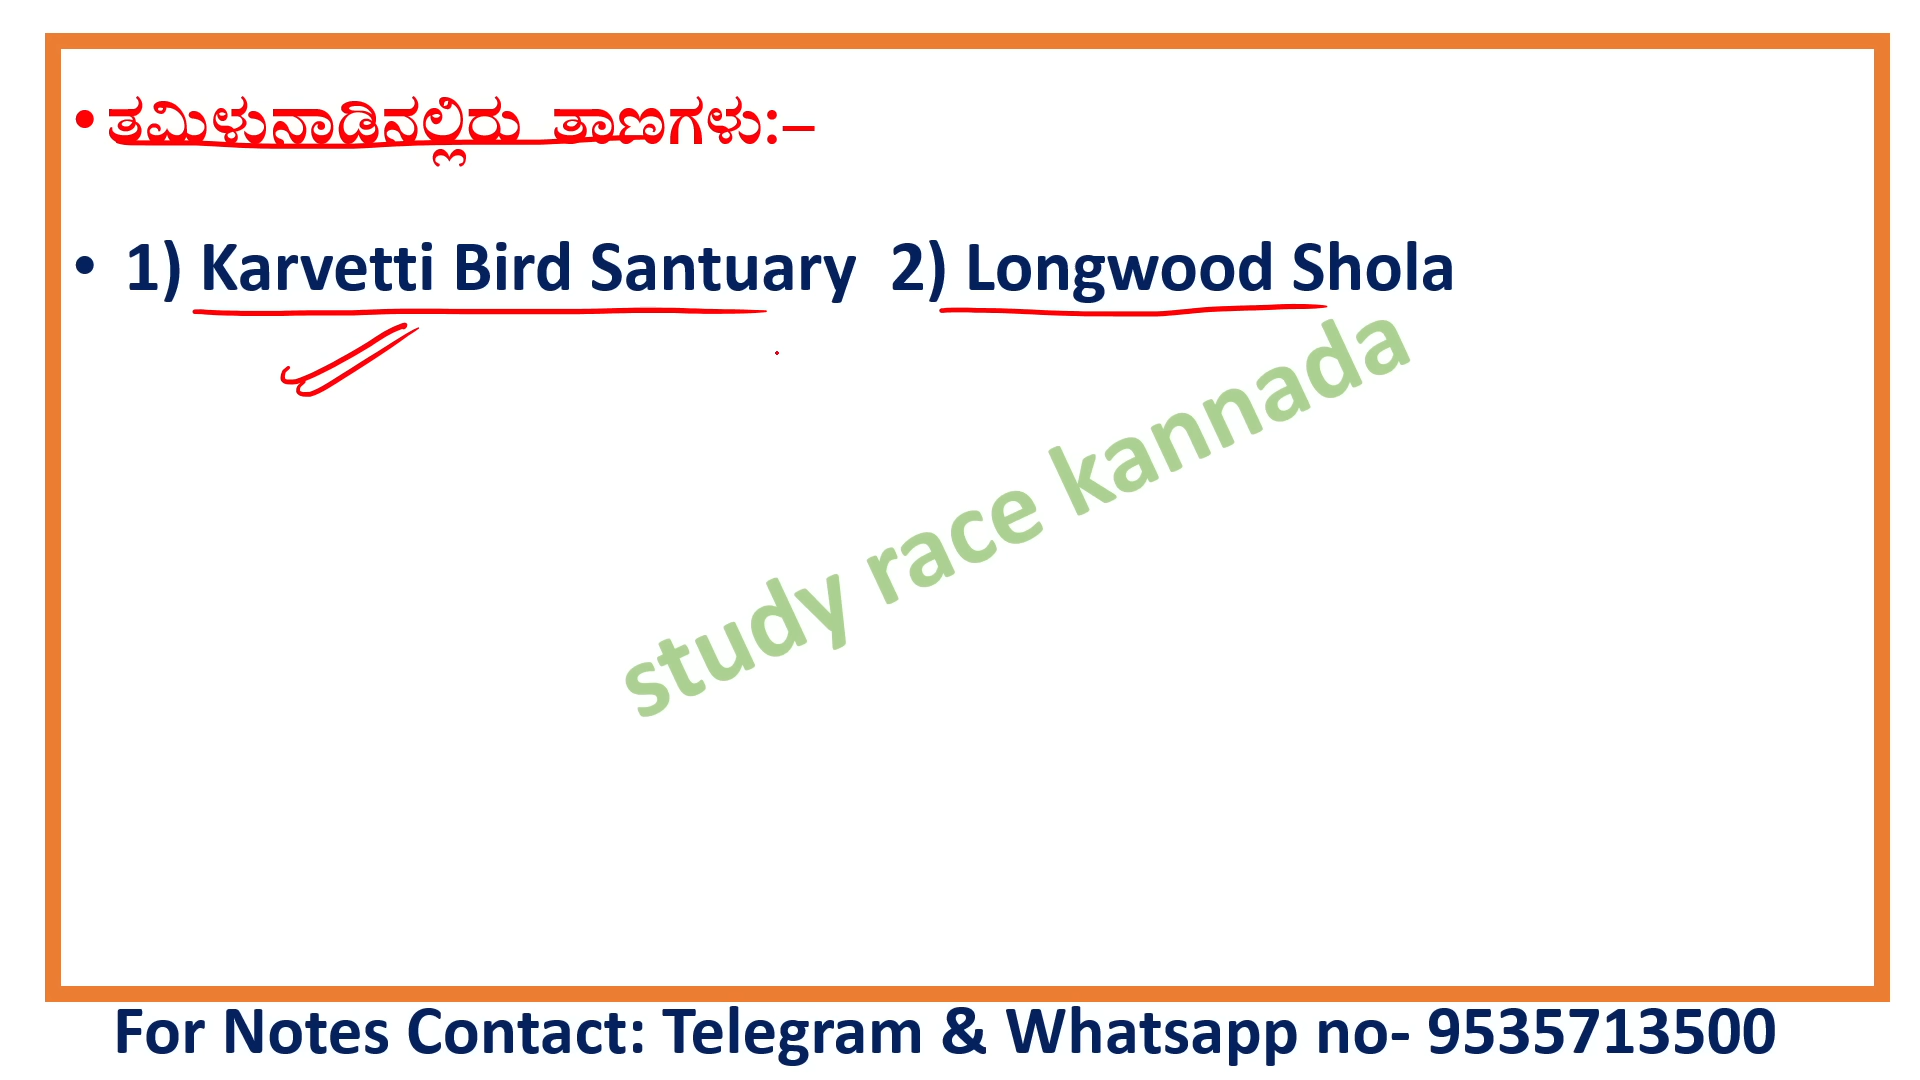 • ತಮಿಳುನಾಡಿನಲ್ಲಿರು ತಾಣಗಳು:–
• 1) Karvetti Bird Santuary 2) Longwood Shola
study race kannada
For Notes Contact: Telegram & Whatsapp no- 9535713500